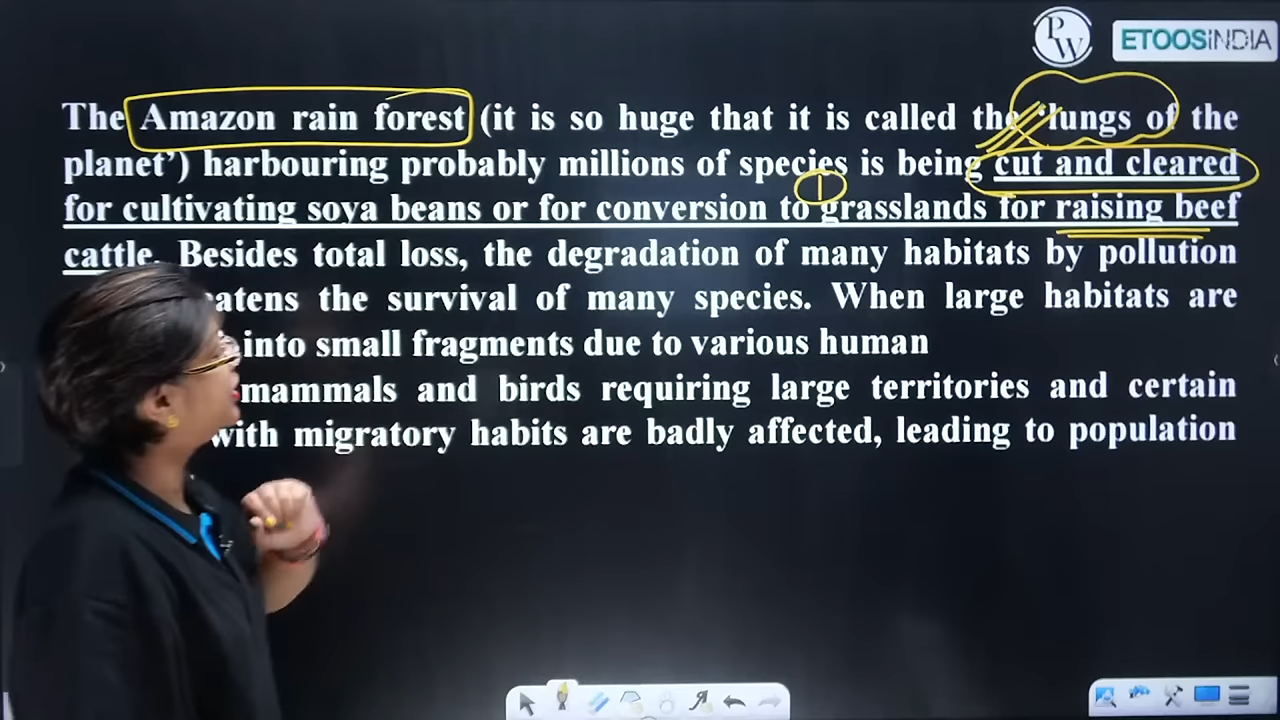 PW
ETOOSINDIA
The Amazon rain forest (it is so huge that it is called the 'lungs of the
planet') harbouring probably millions of species is being cut and cleared
1
for cultivating soya beans or for conversion to grasslands for raising beef
cattle. Besides total loss, the degradation of many habitats by pollution
the survival of many species. When large habitats are
into small fragments due to various human
mammals and birds requiring large territories and certain
with migratory habits are badly affected, leading to population